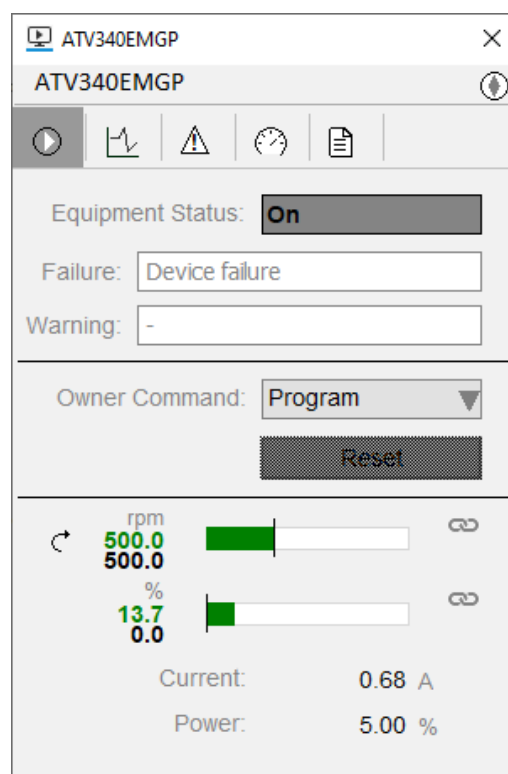 ATV340EMGP
ATV340EMGP
Equipment Status: On
Failure: Device failure
Warning: -
Owner Command: Program
Reset
rpm
500.0
500.0
%
13.7
0.0
Current: 0.68 A
Power: 5.00 %